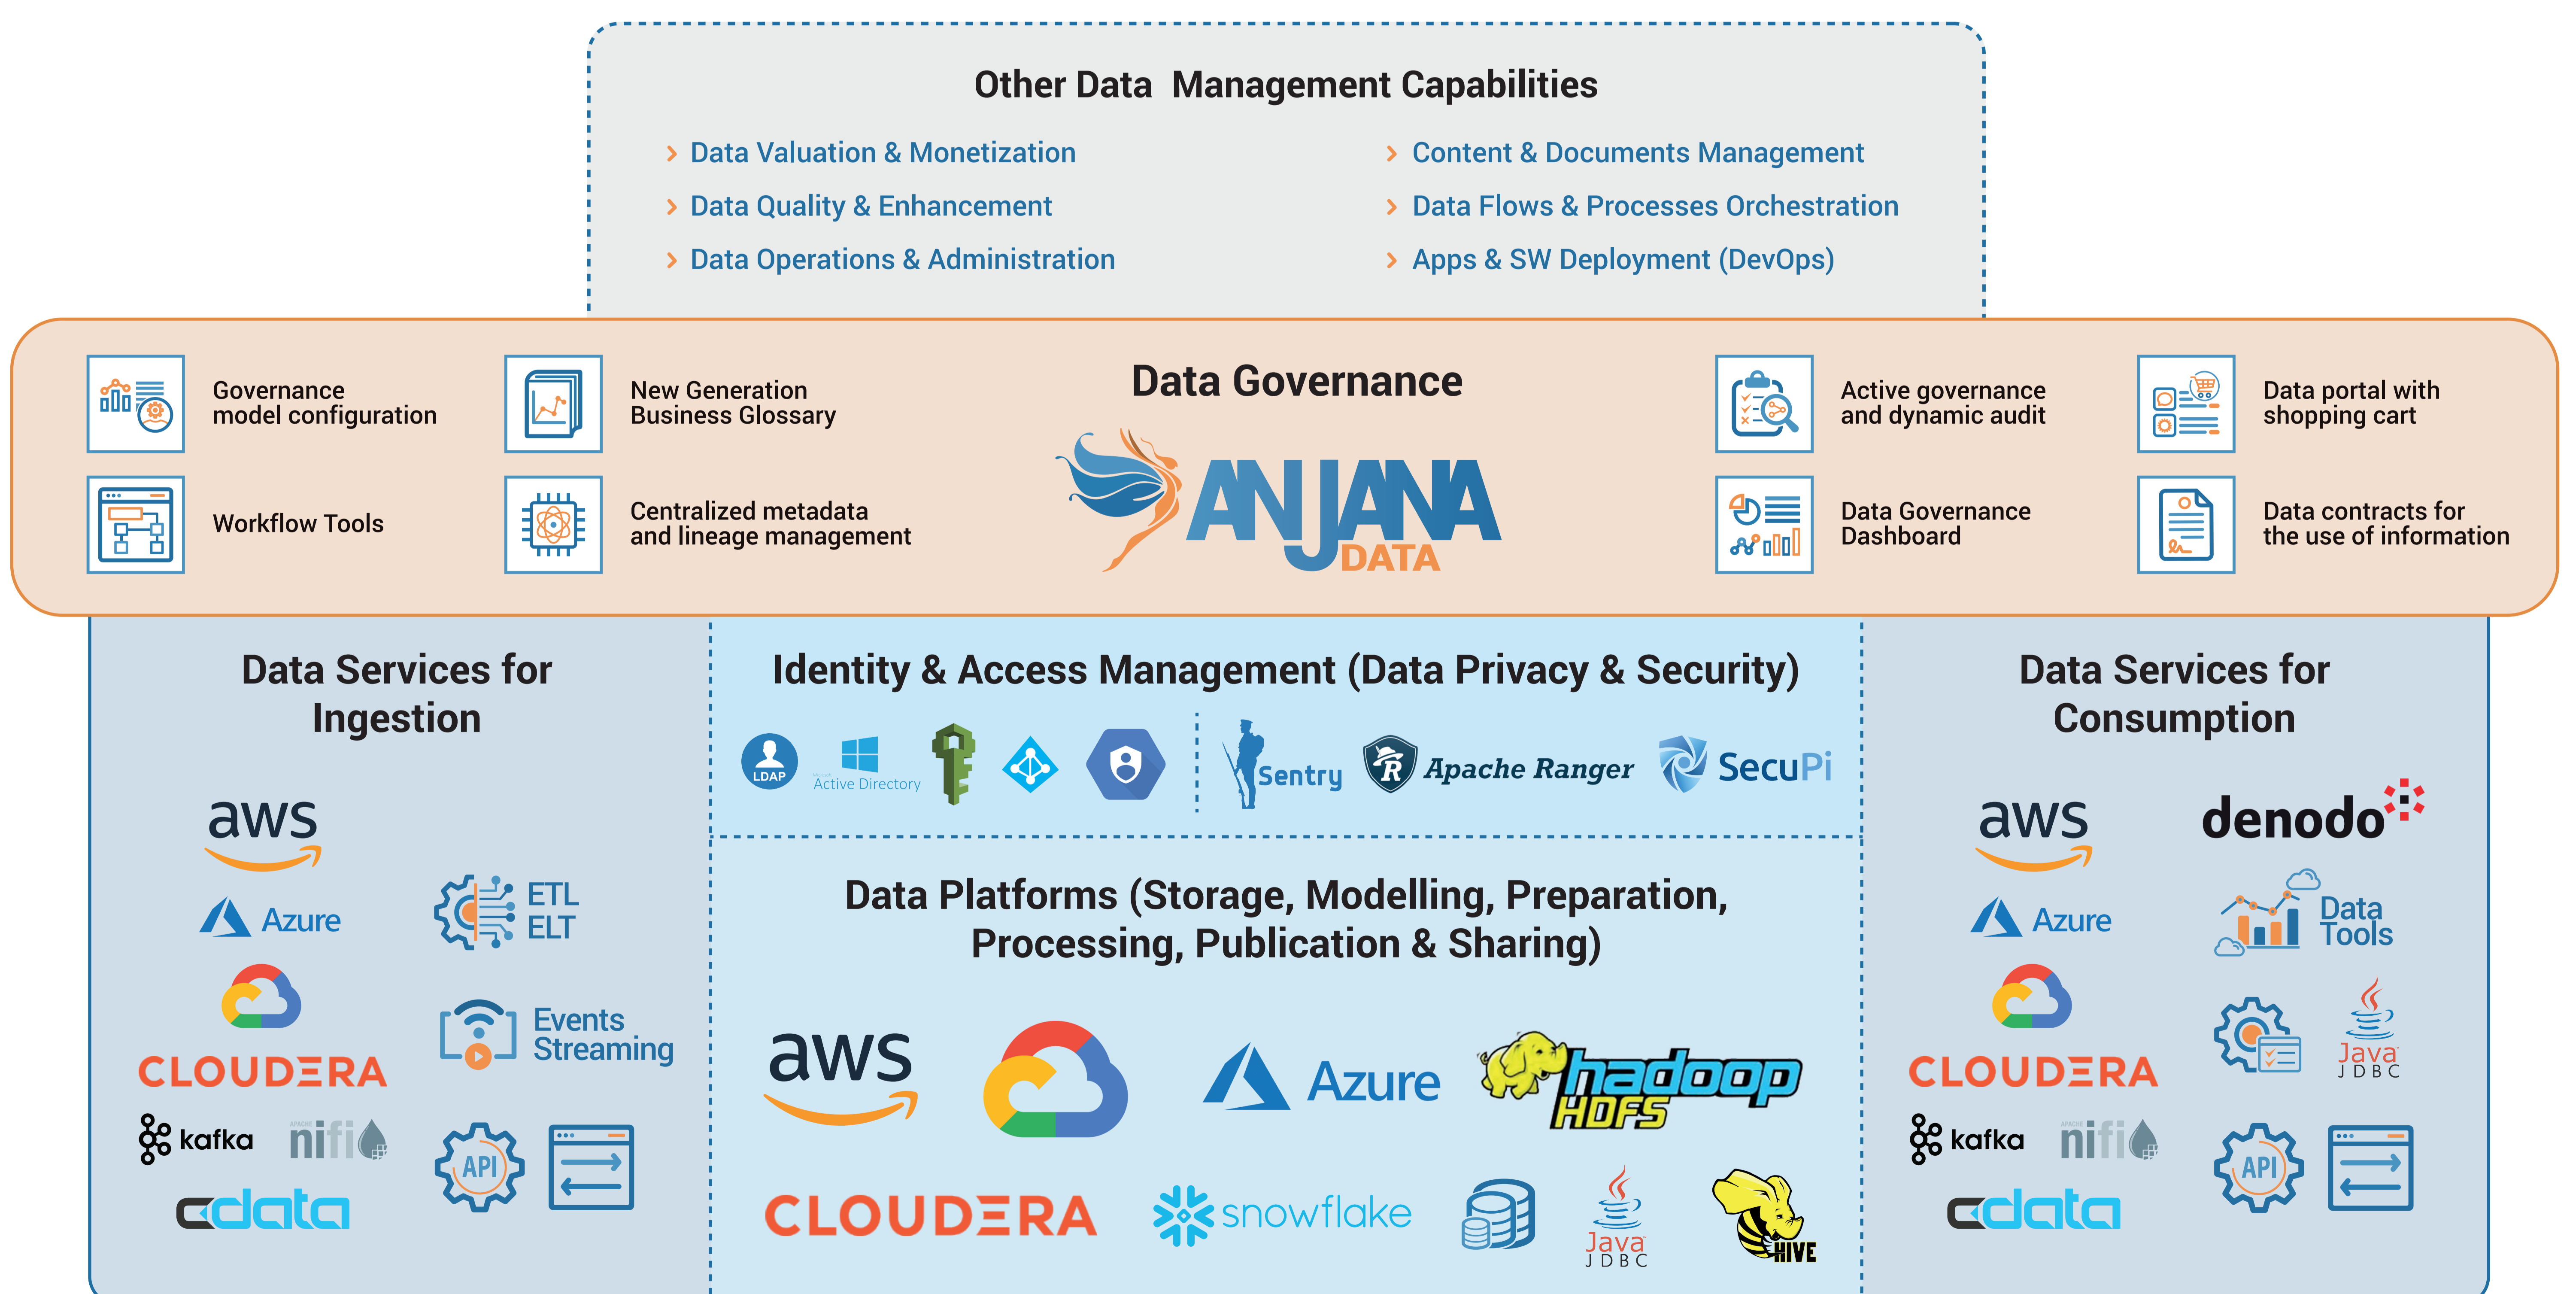 Other Data Management Capabilities
Data Valuation & Monetization
Data Quality & Enhancement
Data Operations & Administration
Content & Documents Management
Data Flows & Processes Orchestration
Apps & SW Deployment (DevOps)
Governance
model configuration
Workflow Tools
New Generation
Business Glossary
Centralized metadata
and lineage management
Data Governance
ANJANA
DATA
Active governance
and dynamic audit
Data Governance
Dashboard
Data portal with
shopping cart
Data contracts for
the use of information
Data Services for
Ingestion
aws
Azure
CLOUDERA
kafka
APACHE
nifi
cdata
ETL
ELT
Events
Streaming
API
Identity & Access Management (Data Privacy & Security)
LDAP
Active Directory
Sentry
R
Apache Ranger
SecuPi
Data Platforms (Storage, Modelling, Preparation,
Processing, Publication & Sharing)
aws
Azure
hadoop
HDFS
CLOUDERA
snowflake
Java
JDBC
HIVE
Data Services for
Consumption
aws
Azure
CLOUDERA
kafka
APACHE
nifi
cdata
denodo
Data
Tools
Java
JDBC
API